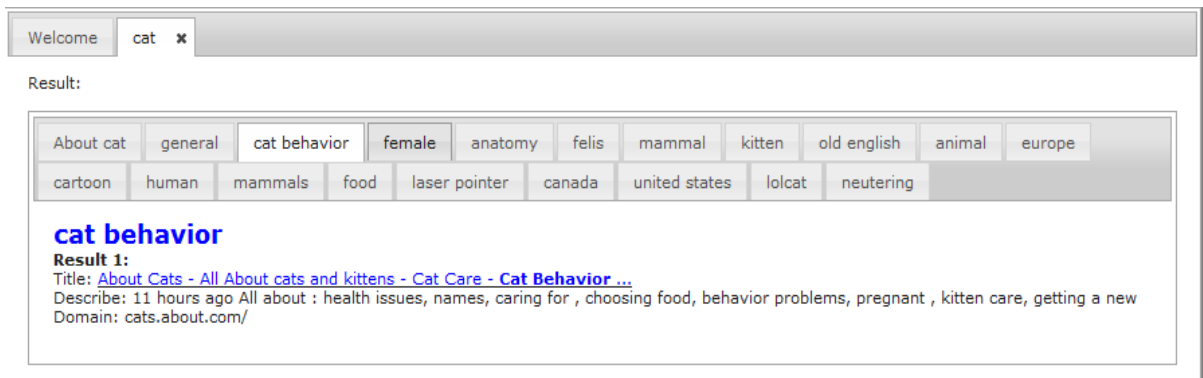 Welcome cat ✖
Result:
About cat general cat behavior female anatomy felis mammal kitten old english animal europe
cartoon human mammals food laser pointer canada united states lolcat neutering
cat behavior
Result 1:
Title: About Cats - All About cats and kittens - Cat Care - Cat Behavior ...
Describe: 11 hours ago All about : health issues, names, caring for , choosing food, behavior problems, pregnant , kitten care, getting a new
Domain: cats.about.com/